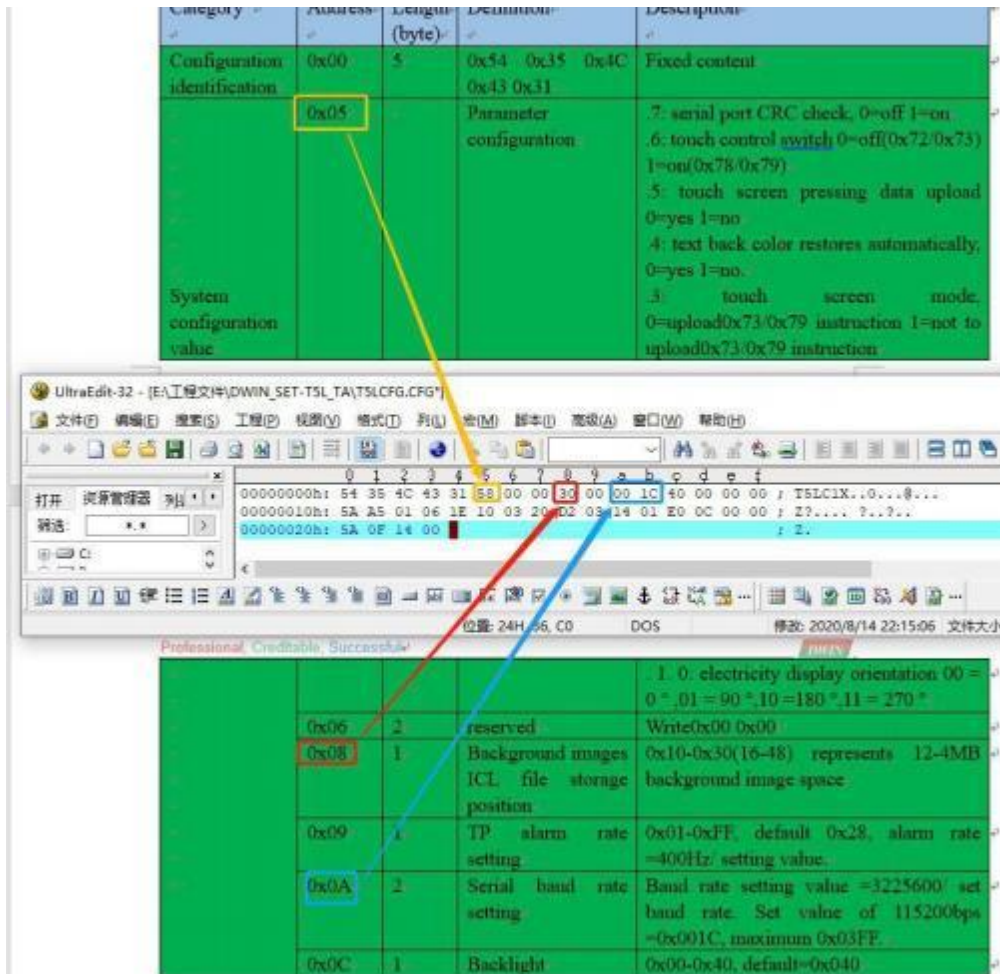 Category Address Length Definition Description
(byte)
Configuration 0x00 5 0x54 0x35 0x4C Fixed content
identification 0x43 0x31
0x05 Parameter .7: serial port CRC check, 0=off 1=on
configuration .6: touch control switch 0=off(0x72/0x73)
1=on(0x78/0x79)
.5: touch screen pressing data upload
0=yes 1=no
.4: text back color restores automatically,
0=yes 1=no.
System .3: touch screen mode,
configuration 0=upload0x73/0x79 instruction 1=not to
value upload0x73/0x79 instruction
UltraEdit-32 - [E:\工程文件\DWIN_SET-T5L_TA\T5LCFG.CFG*]
文件(F) 编辑(E) 搜索(S) 工程(P) 视图(V) 格式(T) 列(L) 宏(M) 脚本(I) 高级(A) 窗口(W) 帮助(H)
0 1 2 3 4 5 6 7 8 9 a b c d e f
打开 资源管理器 列
00000000h: 54 35 4C 43 31 58 00 00 30 00 00 1C 40 00 00 00 ; T5LC1X..0...@...
筛选: *.*
00000010h: 5A A5 01 06 1E 10 03 20 D2 03 14 01 E0 0C 00 00 ; Z?.... ?..?..
C:
00000020h: 5A 0F 14 00 ; Z.
位置: 24H, 36, C0 DOS 修改: 2020/8/14 22:15:06 文件大小
Professional, Creditable, Successful
.1. 0: electricity display orientation 00 =
0 ° ,01 = 90 °,10 =180 °,11 = 270 °
0x06 2 reserved Write0x00 0x00
0x08 1 Background images 0x10-0x30(16-48) represents 12-4MB
ICL file storage background image space
position
0x09 1 TP alarm rate 0x01-0xFF, default 0x28, alarm rate
setting =400Hz/ setting value.
0x0A 2 Serial baud rate Baud rate setting value =3225600/ set
setting baud rate. Set value of 115200bps
=0x001C, maximum 0x03FF.
0x0C 1 Backlight 0x00-0x40, default=0x040